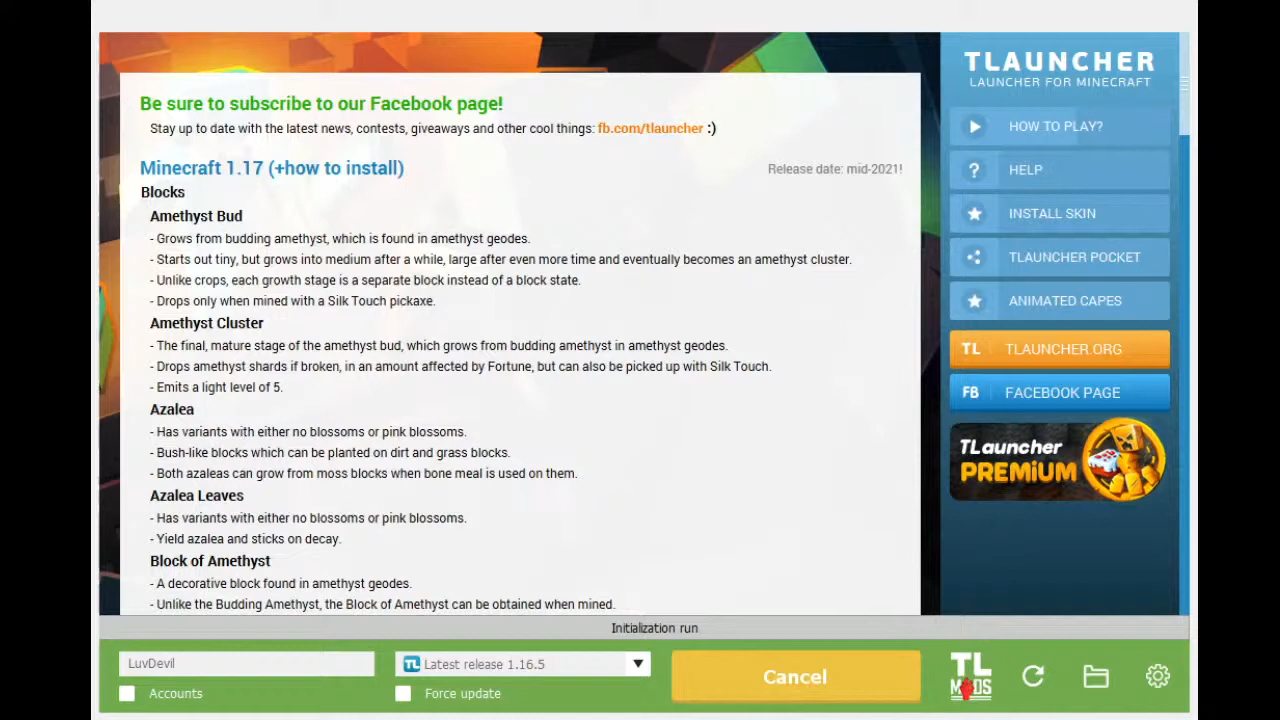 Be sure to subscribe to our Facebook page!
Stay up to date with the latest news, contests, giveaways and other cool things: fb.com/tlauncher :)
Minecraft 1.17 (+how to install)
Release date: mid-2021!
Blocks
Amethyst Bud
- Grows from budding amethyst, which is found in amethyst geodes.
- Starts out tiny, but grows into medium after a while, large after even more time and eventually becomes an amethyst cluster.
- Unlike crops, each growth stage is a separate block instead of a block state.
- Drops only when mined with a Silk Touch pickaxe.
Amethyst Cluster
- The final, mature stage of the amethyst bud, which grows from budding amethyst in amethyst geodes.
- Drops amethyst shards if broken, in an amount affected by Fortune, but can also be picked up with Silk Touch.
- Emits a light level of 5.
Azalea
- Has variants with either no blossoms or pink blossoms.
- Bush-like blocks which can be planted on dirt and grass blocks.
- Both azaleas can grow from moss blocks when bone meal is used on them.
Azalea Leaves
- Has variants with either no blossoms or pink blossoms.
- Yield azalea and sticks on decay.
Block of Amethyst
- A decorative block found in amethyst geodes.
- Unlike the Budding Amethyst, the Block of Amethyst can be obtained when mined.
TLAUNCHER
LAUNCHER FOR MINECRAFT
HOW TO PLAY?
? HELP
INSTALL SKIN
TLAUNCHER POCKET
ANIMATED CAPES
TL TLAUNCHER.ORG
FB FACEBOOK PAGE
TLauncher
PREMiUM
Initialization run
LuvDevil
TL Latest release 1.16.5
Cancel
TL
MODS
Accounts
Force update